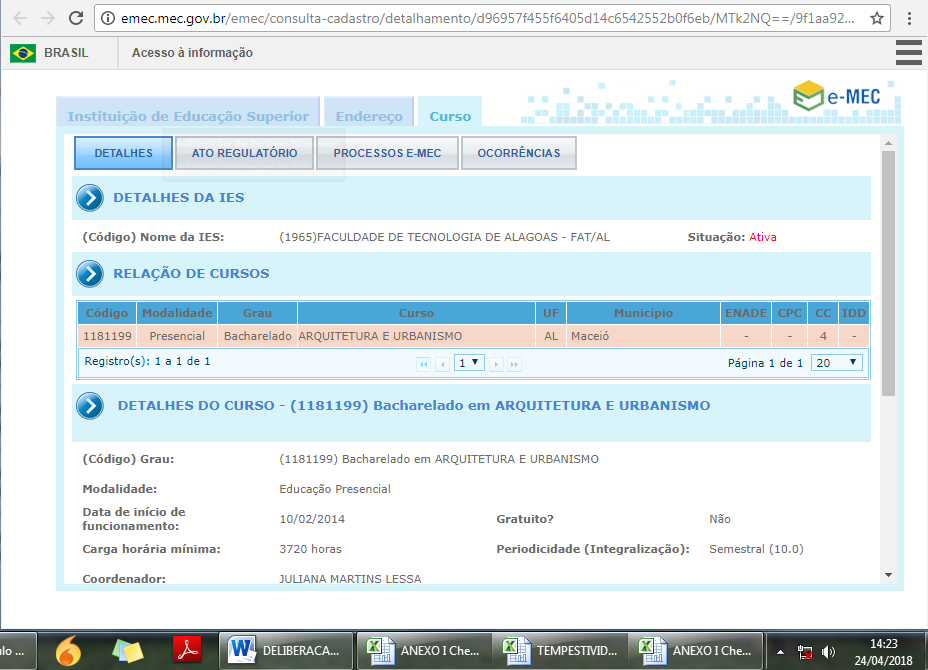 emec.mec.gov.br/emec/consulta-cadastro/detalhamento/d96957f455f6405d14c6542552b0f6eb/MTk2NQ==/9f1aa92...
BRASIL Acesso à informação
e-MEC
Instituição de Educação Superior Endereço Curso
DETALHES ATO REGULATÓRIO PROCESSOS E-MEC OCORRÊNCIAS
DETALHES DA IES
(Código) Nome da IES: (1965)FACULDADE DE TECNOLOGIA DE ALAGOAS - FAT/AL Situação: Ativa
RELAÇÃO DE CURSOS
Código Modalidade Grau Curso UF Município ENADE CPC CC IDD
1181199 Presencial Bacharelado ARQUITETURA E URBANISMO AL Maceió - - 4 -
Registro(s): 1 a 1 de 1 1 Página 1 de 1 20
DETALHES DO CURSO - (1181199) Bacharelado em ARQUITETURA E URBANISMO
(Código) Grau: (1181199) Bacharelado em ARQUITETURA E URBANISMO
Modalidade: Educação Presencial
Data de início de
funcionamento: 10/02/2014 Gratuito? Não
Carga horária mínima: 3720 horas Periodicidade (Integralização): Semestral (10.0)
Coordenador: JULIANA MARTINS LESSA
ulo ... DELIBERACA... ANEXO I Che... TEMPESTIVID... ANEXO I Che... 14:23
24/04/2018